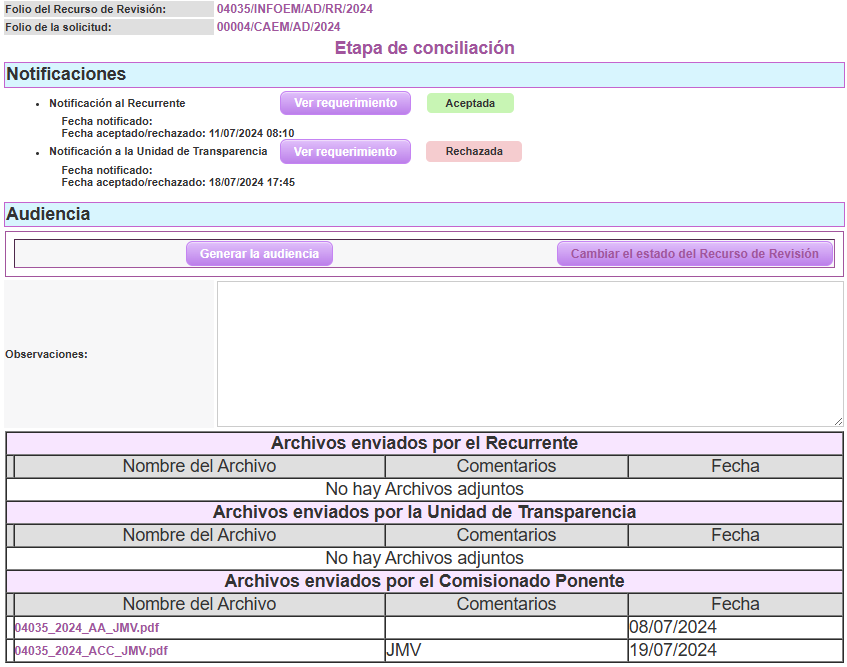 Folio del Recurso de Revisión: 04035/INFOEM/AD/RR/2024
Folio de la solicitud: 00004/CAEM/AD/2024
Etapa de conciliación
Notificaciones
• Notificación al Recurrente Ver requerimiento Aceptada
Fecha notificado:
Fecha aceptado/rechazado: 11/07/2024 08:10
• Notificación a la Unidad de Transparencia Ver requerimiento Rechazada
Fecha notificado:
Fecha aceptado/rechazado: 18/07/2024 17:45
Audiencia
Generar la audiencia Cambiar el estado del Recurso de Revisión
Observaciones:
Archivos enviados por el Recurrente
Nombre del Archivo Comentarios Fecha
No hay Archivos adjuntos
Archivos enviados por la Unidad de Transparencia
Nombre del Archivo Comentarios Fecha
No hay Archivos adjuntos
Archivos enviados por el Comisionado Ponente
Nombre del Archivo Comentarios Fecha
04035_2024_AA_JMV.pdf 08/07/2024
04035_2024_ACC_JMV.pdf JMV 19/07/2024